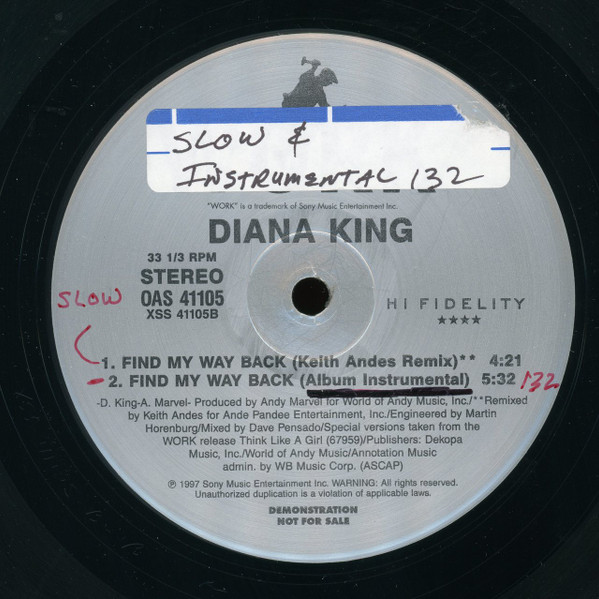 SLOW &
INSTRUMENTAL 132
"WORK" is a trademark of Sony Music Entertainment Inc.
DIANA KING
33 1/3 RPM
STEREO
OAS 41105
XSS 41105B
HI FIDELITY
★★★★
SLOW
1. FIND MY WAY BACK (Keith Andes Remix)** 4:21
2. FIND MY WAY BACK (Album Instrumental) 5:32 132
-D. King-A. Marvel- Produced by Andy Marvel for World of Andy Music, Inc./**Remixed
by Keith Andes for Ande Pandee Entertainment, Inc./Engineered by Martin
Horenburg/Mixed by Dave Pensado/Special versions taken from the
WORK release Think Like A Girl (67959)/Publishers: Dekopa
Music, Inc./World of Andy Music/Annotation Music
admin. by WB Music Corp. (ASCAP)
℗ 1997 Sony Music Entertainment Inc. WARNING: All rights reserved.
Unauthorized duplication is a violation of applicable laws.
DEMONSTRATION
NOT FOR SALE